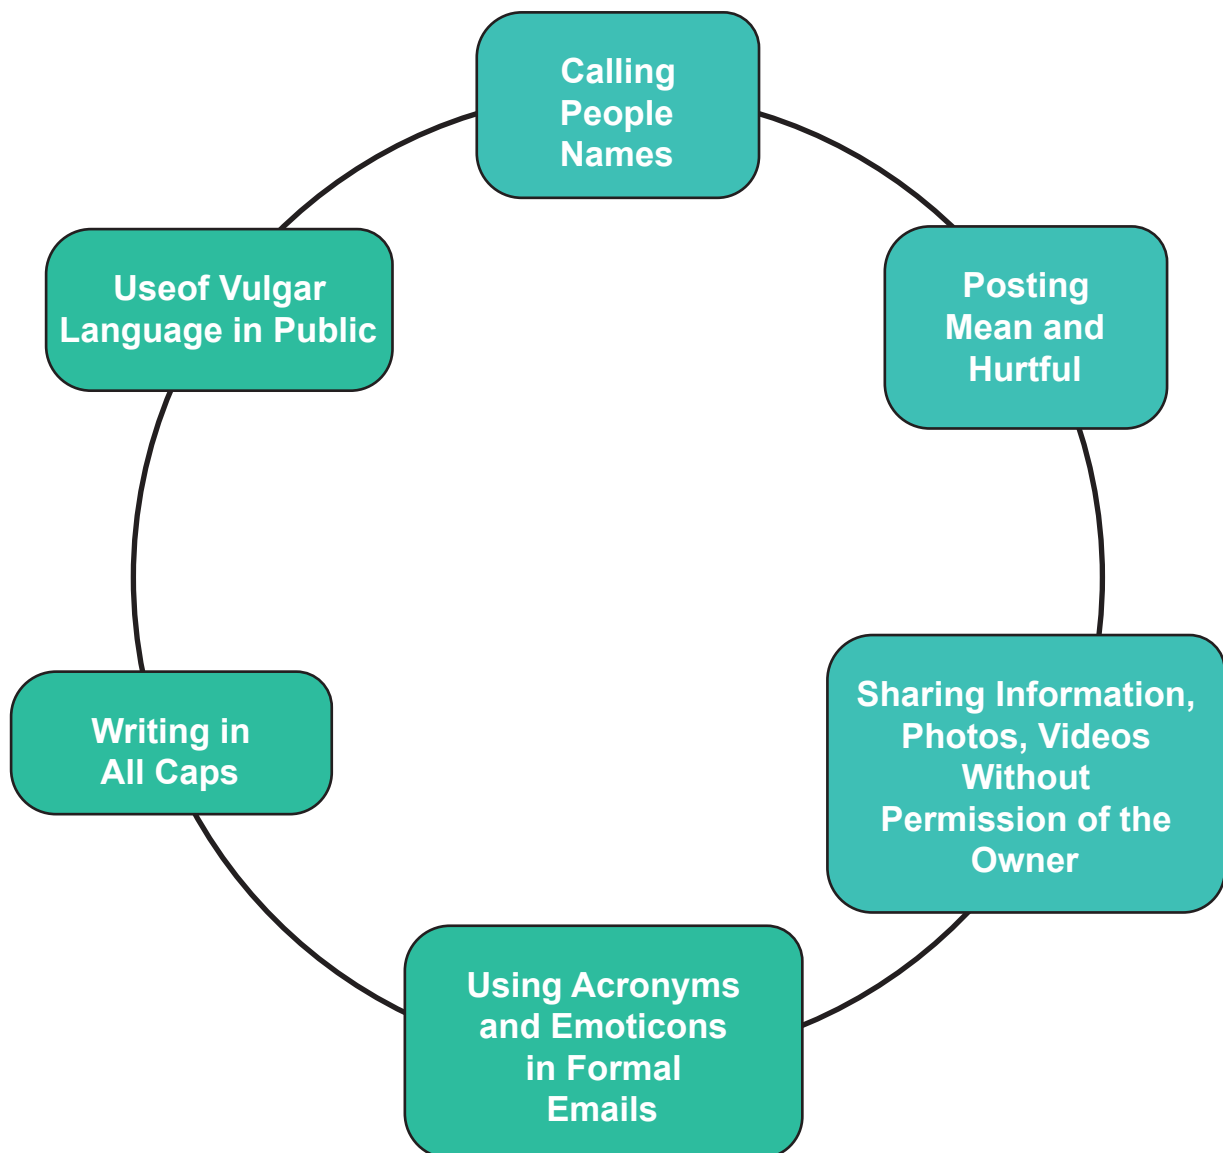 Calling
People
Names
Posting
Mean and
Hurtful
Sharing Information,
Photos, Videos
Without
Permission of the
Owner
Using Acronyms
and Emoticons
in Formal
Emails
Writing in
All Caps
Useof Vulgar
Language in Public